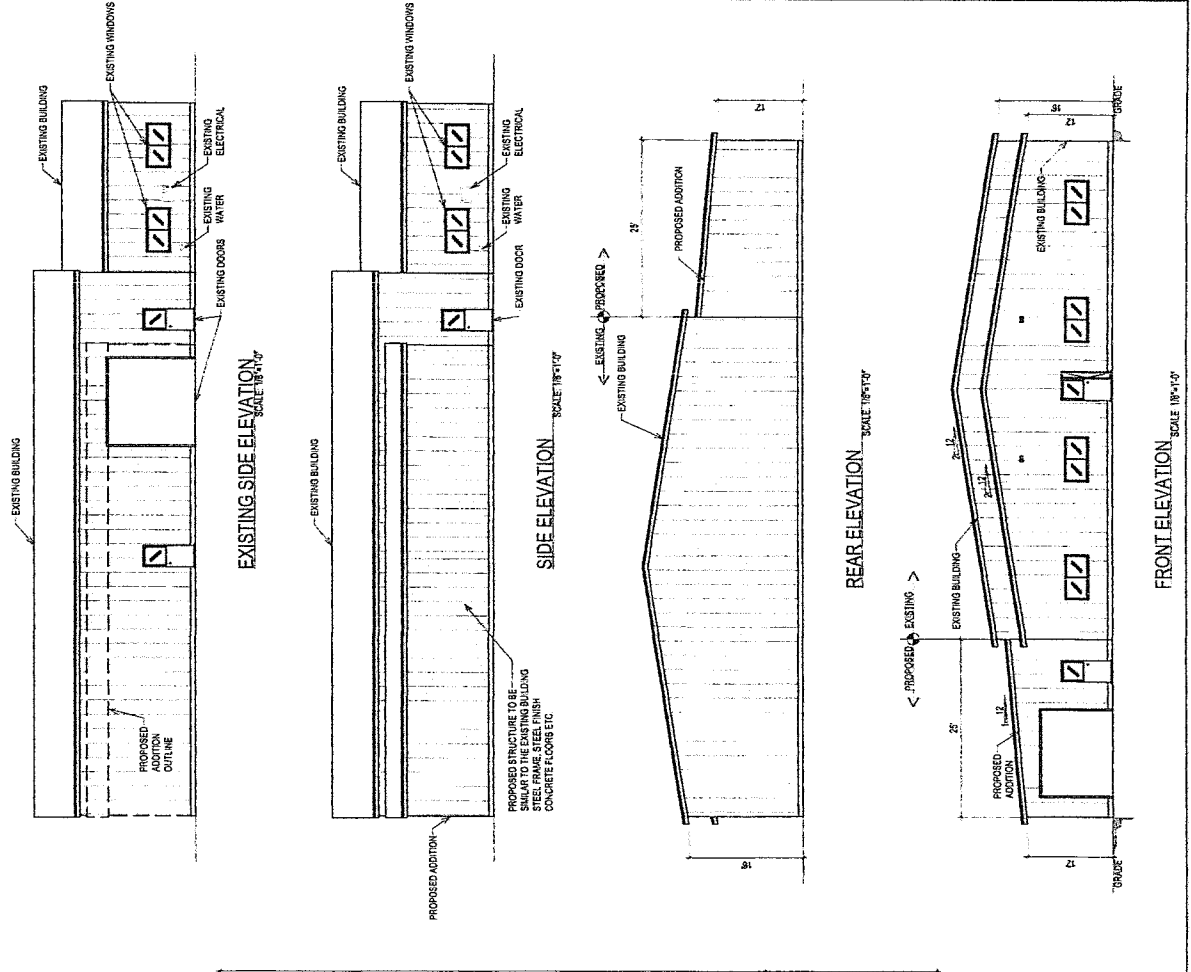 EXISTING BUILDING
EXISTING BUILDING
EXISTING WINDOWS
EXISTING
ELECTRICAL
EXISTING
WATER
EXISTING DOORS
PROPOSED
ADDITION
OUTLINE
EXISTING SIDE ELEVATION
SCALE 1/8"=1'-0"
EXISTING BUILDING
EXISTING BUILDING
EXISTING WINDOWS
EXISTING
ELECTRICAL
EXISTING
WATER
EXISTING DOOR
PROPOSED ADDITION
PROPOSED STRUCTURE TO BE
SIMILAR TO THE EXISTING BUILDING
STEEL FRAME, STEEL FINISH
CONCRETE FLOORS ETC
SIDE ELEVATION
SCALE 1/8"=1'-0"
< EXISTING
PROPOSED >
25'
EXISTING BUILDING
PROPOSED ADDITION
16'
12'
REAR ELEVATION
SCALE 1/8"=1'-0"
< PROPOSED
EXISTING >
25'
PROPOSED
ADDITION
1
12
EXISTING BUILDING
2
12
2
12
EXISTING BUILDING
12'
16'
12'
GRADE
GRADE
FRONT ELEVATION
SCALE 1/8"=1'-0"